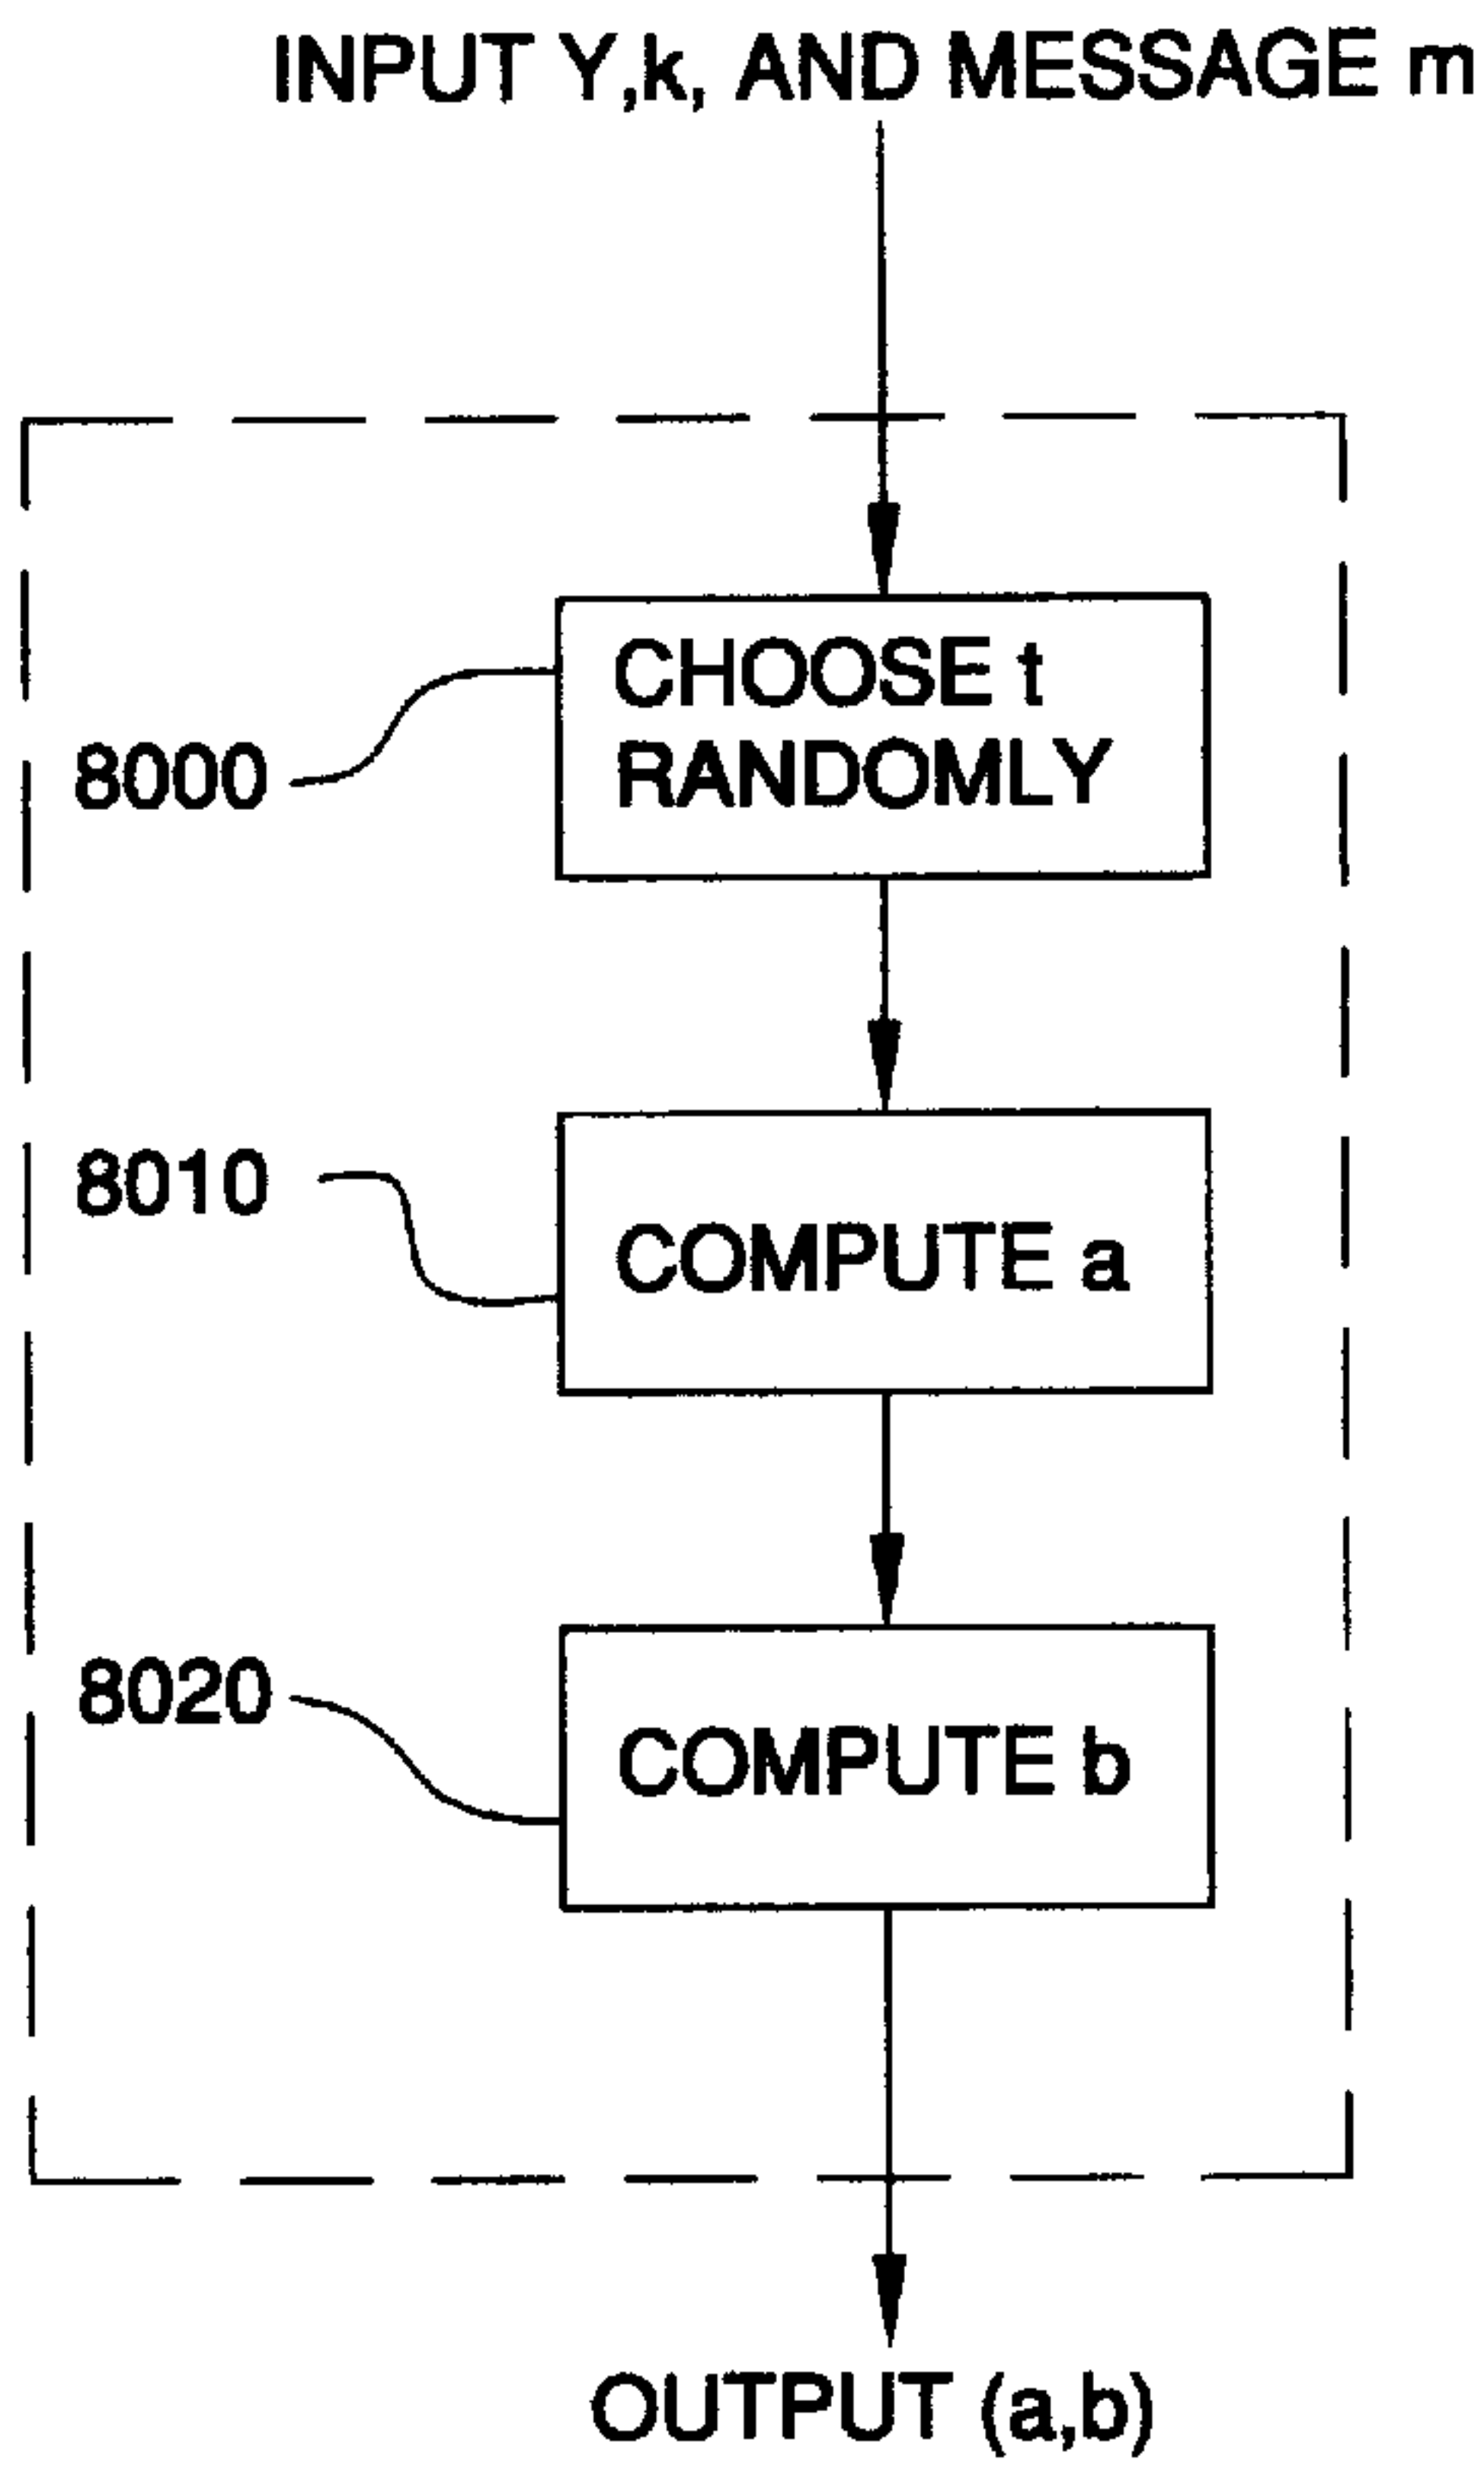 INPUT Y,k, AND MESSAGE m
CHOOSE t
RANDOMLY
8000
8010
COMPUTE a
8020
COMPUTE b
OUTPUT (a,b)